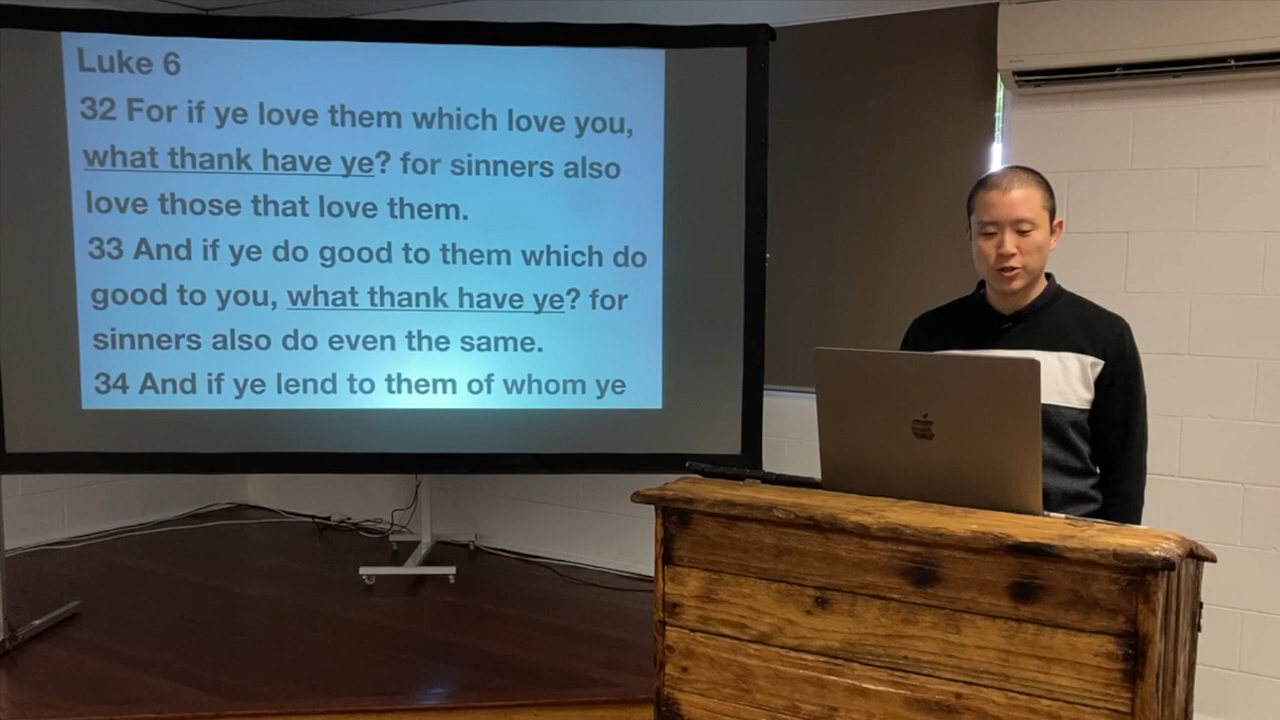 Luke 6
32 For if ye love them which love you,
what thank have ye? for sinners also
love those that love them.
33 And if ye do good to them which do
good to you, what thank have ye? for
sinners also do even the same.
34 And if ye lend to them of whom ye